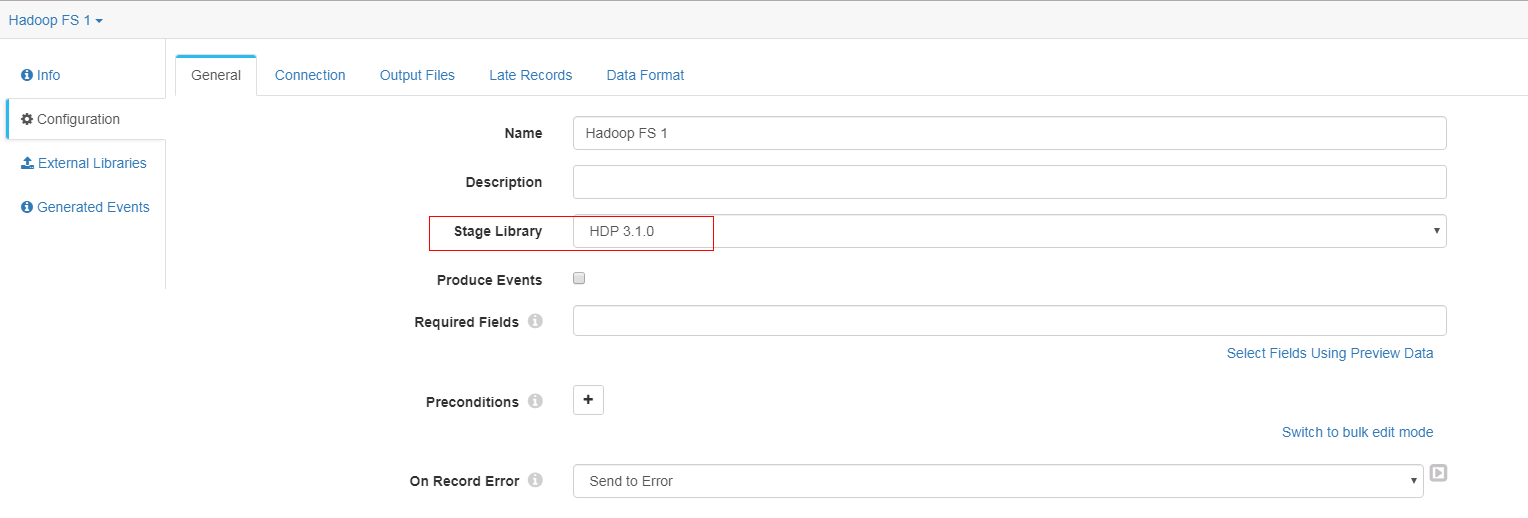 Hadoop FS 1
Info
Configuration
External Libraries
Generated Events
General Connection Output Files Late Records Data Format
Name Hadoop FS 1
Description
Stage Library HDP 3.1.0
Produce Events
Required Fields
Select Fields Using Preview Data
Preconditions +
Switch to bulk edit mode
On Record Error Send to Error